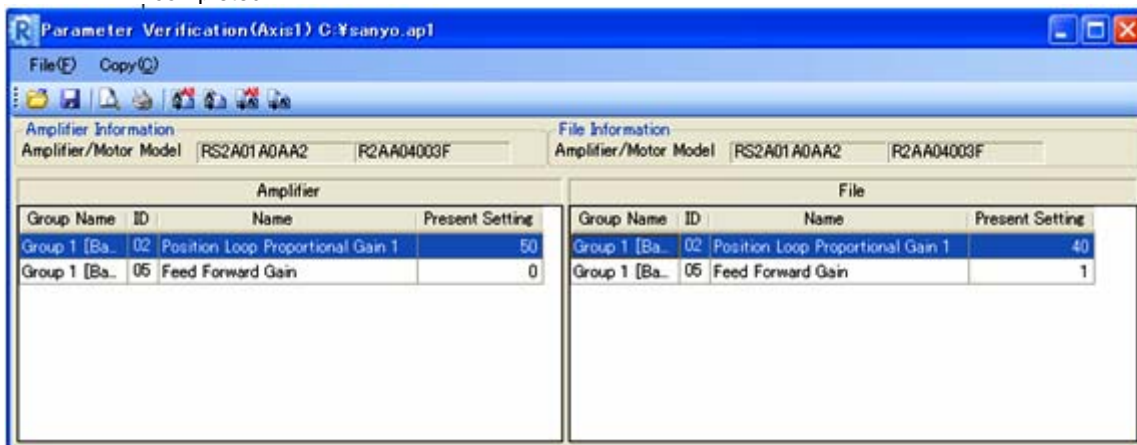 Parameter Verification(Axis1) C:¥sanyo.ap1
File(F) Copy(C)
Amplifier Information File Information
Amplifier/Motor Model RS2A01A0AA2 R2AA04003F Amplifier/Motor Model RS2A01A0AA2 R2AA04003F
Amplifier File
Group Name ID Name Present Setting Group Name ID Name Present Setting
Group 1 [Ba... 02 Position Loop Proportional Gain 1 50 Group 1 [Ba... 02 Position Loop Proportional Gain 1 40
Group 1 [Ba... 05 Feed Forward Gain 0 Group 1 [Ba... 05 Feed Forward Gain 1